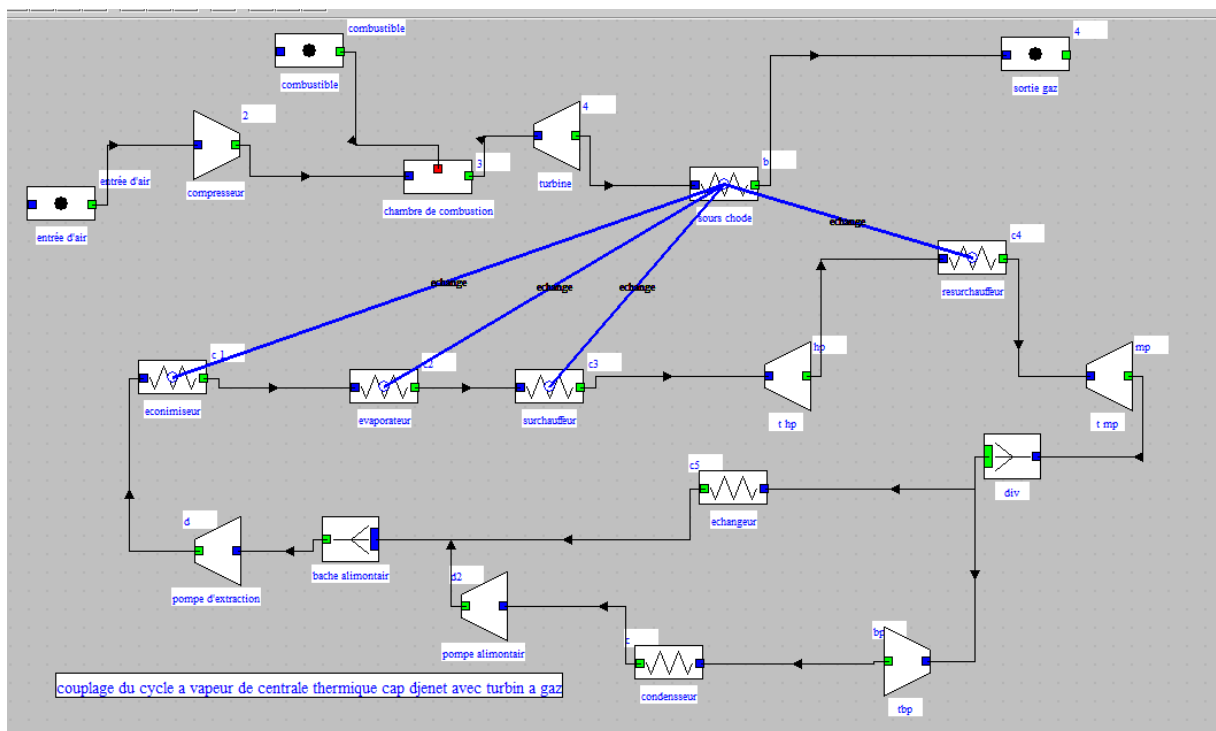 combustible
4
combustible
sortie gaz
2
4
entrée d'air
compresseur
3
chambre de combustion
turbine
b
sours chode
entrée d'air
echange
c4
resurchauffeur
echange
echange
echange
c 1
econimiseur
c2
evaporateur
c3
surchauffeur
hp
t hp
mp
t mp
c5
echangeur
div
d
pompe d'extraction
bache alimontair
d2
pompe alimontair
c
condensseur
bp
tbp
couplage du cycle a vapeur de centrale thermique cap djenet avec turbin a gaz